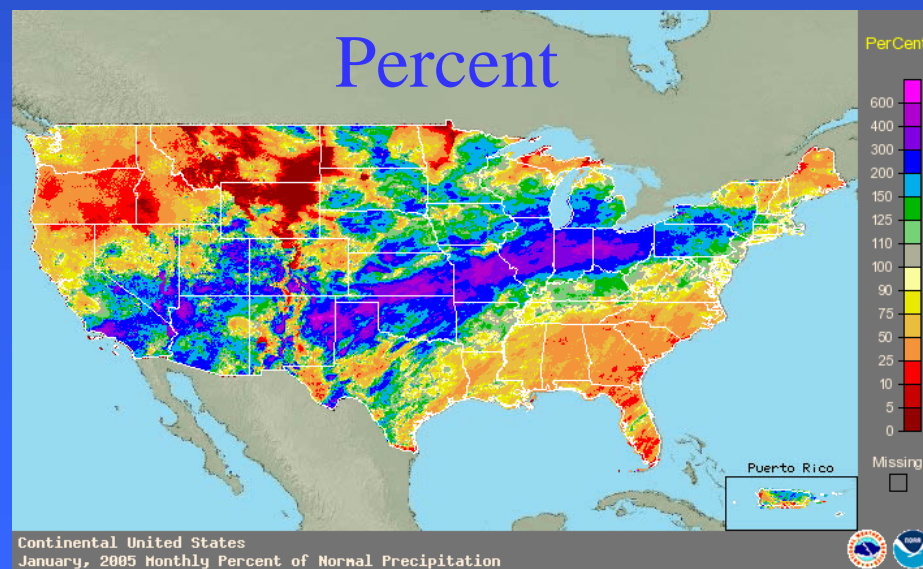 Percent
PerCent
600
400
300
200
150
125
110
100
90
75
50
25
10
5
0
Missing
Puerto Rico
Continental United States
January, 2005 Monthly Percent of Normal Precipitation